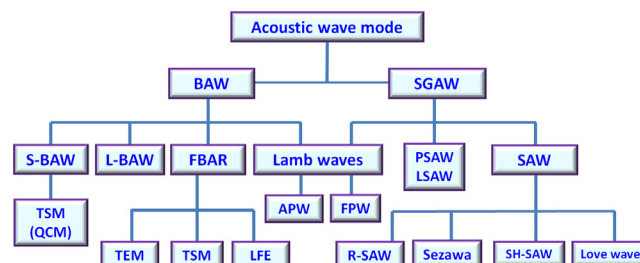 Acoustic wave mode
BAW
SGAW
S-BAW
L-BAW
FBAR
Lamb waves
PSAW
LSAW
SAW
TSM
(QCM)
APW
FPW
TEM
TSM
LFE
R-SAW
Sezawa
SH-SAW
Love wave